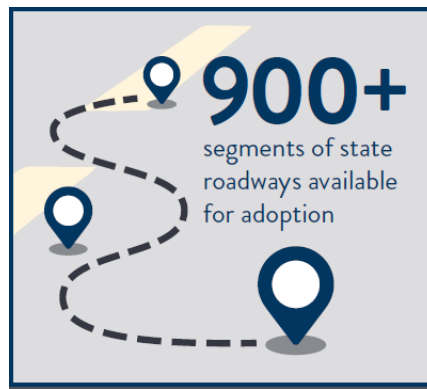 900+
segments of state
roadways available
for adoption